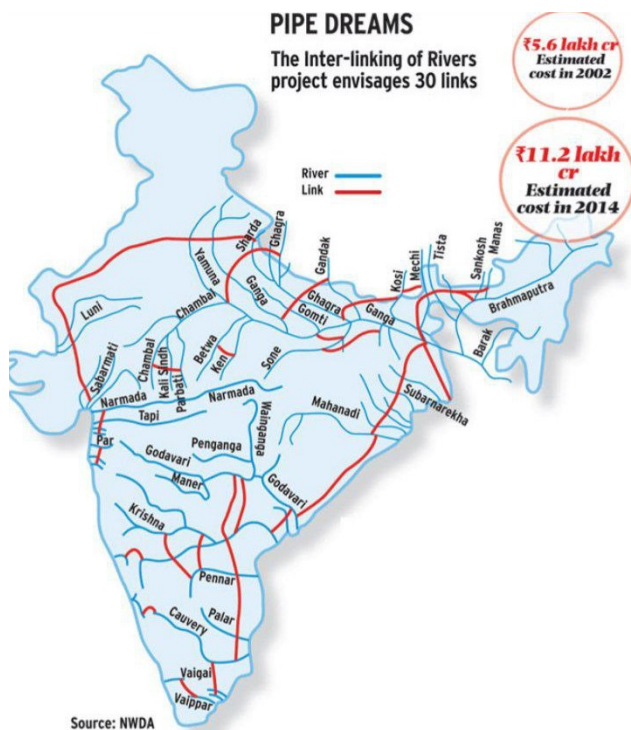 PIPE DREAMS
The Inter-linking of Rivers
project envisages 30 links
₹5.6 lakh cr
Estimated
cost in 2002
₹11.2 lakh
cr
Estimated
cost in 2014
River
Link
Sharda
Ghagra
Gandak
Yamuna
Ganga
Ghagra
Gomti
Kosi
Mechi
Tista
Sankosh
Manas
Ganga
Brahmaputra
Barak
Luni
Chambal
Sabarmati
Chambal
Kali Sindh
Parbati
Betwa
Ken
Sone
Subarnarekha
Narmada
Narmada
Tapi
Mahanadi
Wainganga
Par
Penganga
Godavari
Maner
Godavari
Krishna
Pennar
Palar
Cauvery
Vaigai
Vaippar
Source: NWDA